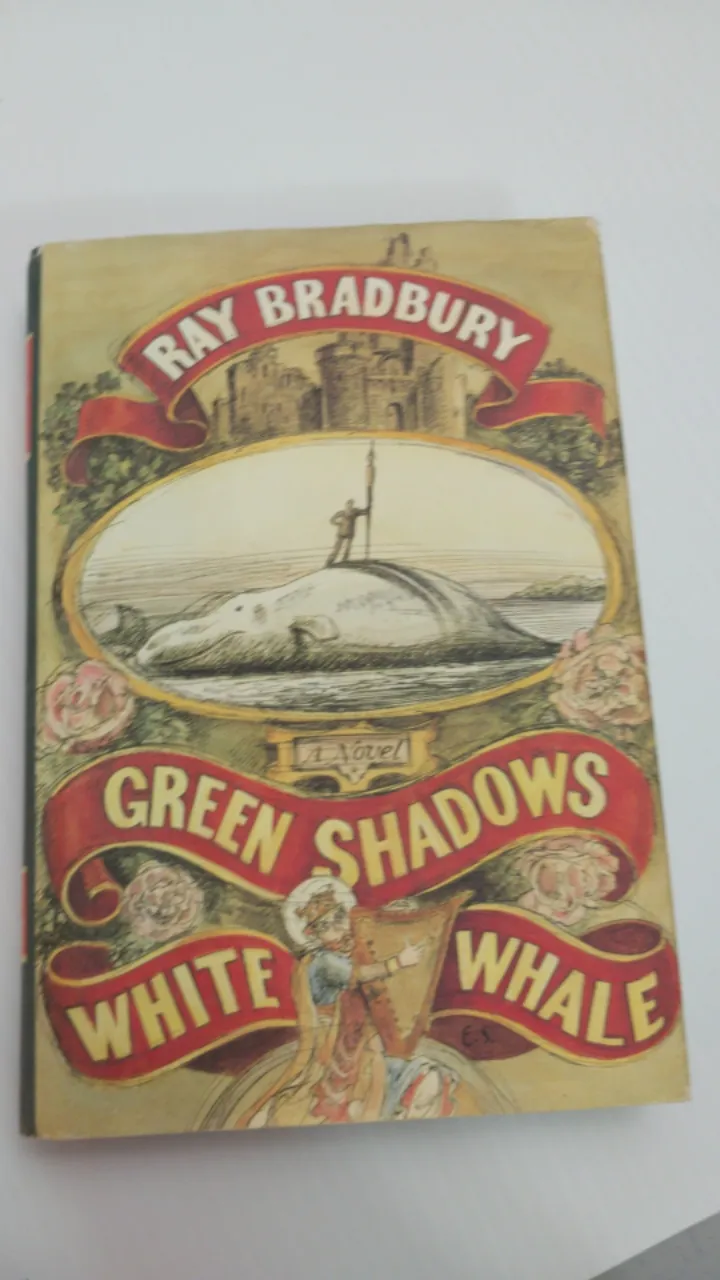 RAY BRADBURY
A Novel
GREEN SHADOWS
WHITE WHALE
E.S.